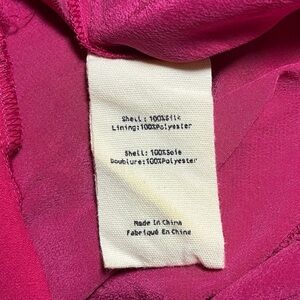 Shell: 100%Silk
Lining:100%Polyester
Shell: 100%Soie
Doublure:100%Polyester
Made In China
Fabriqué En Chine